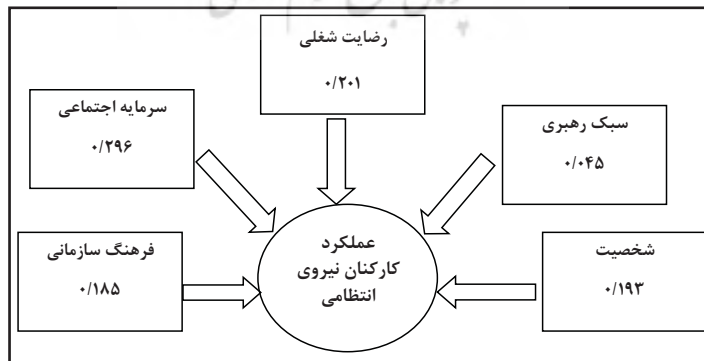 رضایت شغلی
۰/۲۰۱
سبک رهبری
۰/۰۴۵
سرمایه اجتماعی
۰/۲۹۶
شخصیت
۰/۱۹۳
عملکرد
کارکنان نیروی
انتظامی
فرهنگ سازمانی
۰/۱۸۵